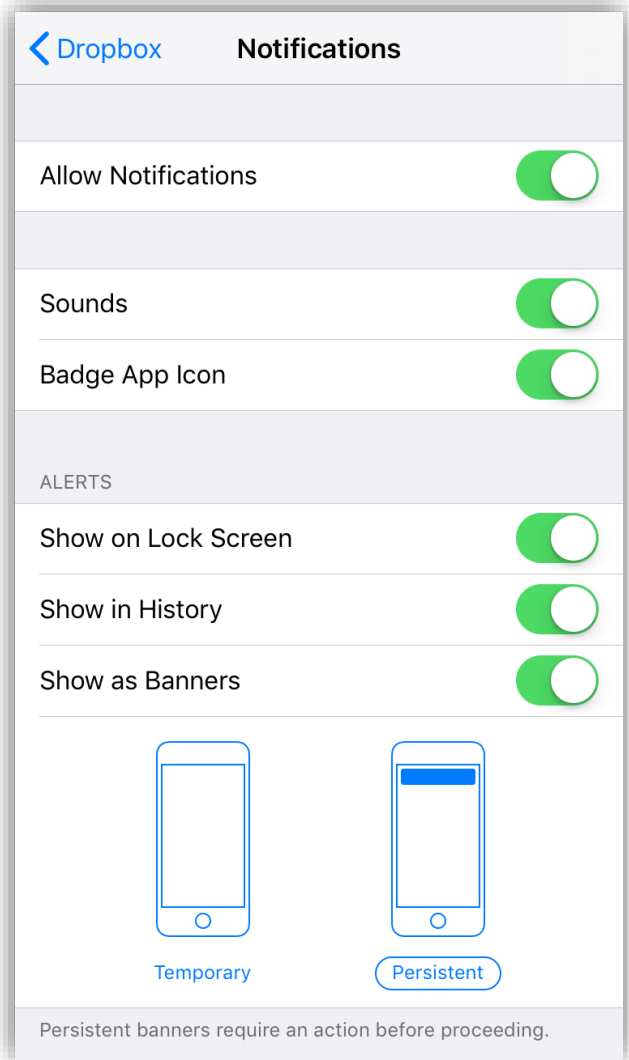 Dropbox Notifications
Allow Notifications
Sounds
Badge App Icon
ALERTS
Show on Lock Screen
Show in History
Show as Banners
Temporary Persistent
Persistent banners require an action before proceeding.